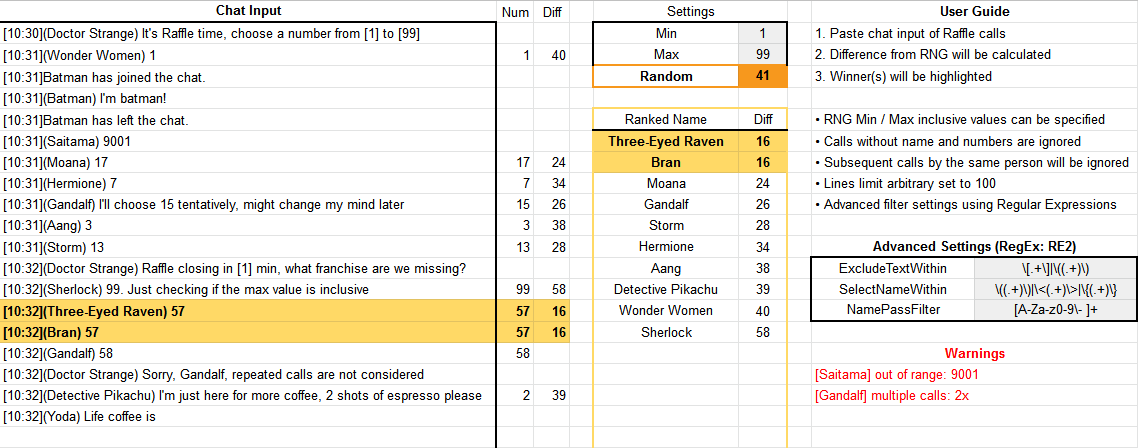 Chat Input Num Diff Settings User Guide
[10:30](Doctor Strange) It's Raffle time, choose a number from [1] to [99] Min 1 1. Paste chat input of Raffle calls
[10:31](Wonder Women) 1 1 40 Max 99 2. Difference from RNG will be calculated
[10:31]Batman has joined the chat. Random 41 3. Winner(s) will be highlighted
[10:31](Batman) I'm batman!
[10:31]Batman has left the chat. Ranked Name Diff • RNG Min / Max inclusive values can be specified
[10:31](Saitama) 9001 Three-Eyed Raven 16 • Calls without name and numbers are ignored
[10:31](Moana) 17 17 24 Bran 16 • Subsequent calls by the same person will be ignored
[10:31](Hermione) 7 7 34 Moana 24 • Lines limit arbitrary set to 100
[10:31](Gandalf) I'll choose 15 tentatively, might change my mind later 15 26 Gandalf 26 • Advanced filter settings using Regular Expressions
[10:31](Aang) 3 3 38 Storm 28
[10:31](Storm) 13 13 28 Hermione 34 Advanced Settings (RegEx: RE2)
[10:32](Doctor Strange) Raffle closing in [1] min, what franchise are we missing? Aang 38 ExcludeTextWithin \[.+\]|\((.+)\)
[10:32](Sherlock) 99. Just checking if the max value is inclusive 99 58 Detective Pikachu 39 SelectNameWithin \((.+)\)|\<(.+)\>|\{(.+)\}
[10:32](Three-Eyed Raven) 57 57 16 Wonder Women 40 NamePassFilter [A-Za-z0-9\- ]+
[10:32](Bran) 57 57 16 Sherlock 58
[10:32](Gandalf) 58 58 Warnings
[10:32](Doctor Strange) Sorry, Gandalf, repeated calls are not considered [Saitama] out of range: 9001
[10:32](Detective Pikachu) I'm just here for more coffee, 2 shots of espresso please 2 39 [Gandalf] multiple calls: 2x
[10:32](Yoda) Life coffee is